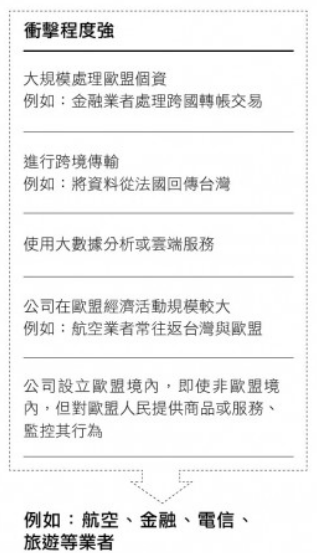 衝擊程度強
大規模處理歐盟個資
例如：金融業者處理跨國轉帳交易
進行跨境傳輸
例如：將資料從法國回傳台灣
使用大數據分析或雲端服務
公司在歐盟經濟活動規模較大
例如：航空業者常往返台灣與歐盟
公司設立歐盟境內，即使非歐盟境
內，但對歐盟人民提供商品或服務、
監控其行為
例如：航空、金融、電信、
旅遊等業者